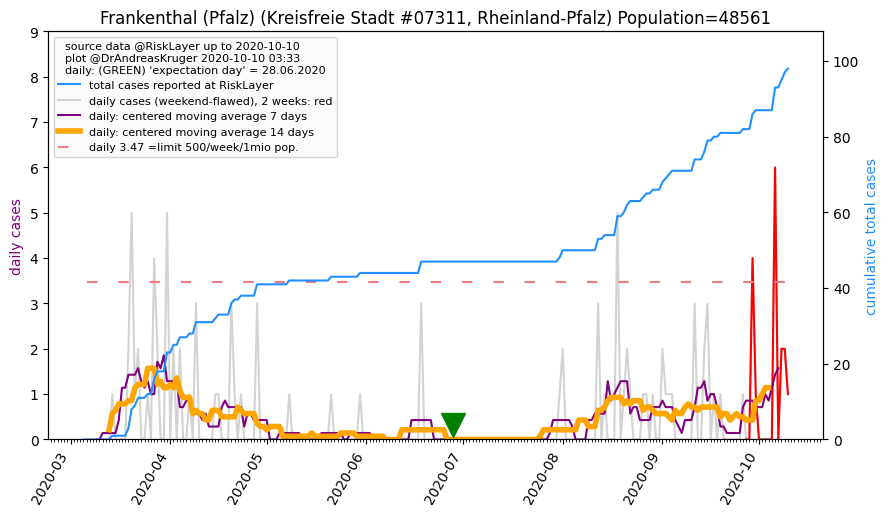 Frankenthal (Pfalz) (Kreisfreie Stadt #07311, Rheinland-Pfalz) Population=48561
source data @RiskLayer up to 2020-10-10
plot @DrAndreasKruger 2020-10-10 03:33
daily: (GREEN) 'expectation day' = 28.06.2020
total cases reported at RiskLayer
daily cases (weekend-flawed), 2 weeks: red
daily: centered moving average 7 days
daily: centered moving average 14 days
daily 3.47 =limit 500/week/1mio pop.
daily cases
9
8
7
6
5
4
3
2
1
0
cumulative total cases
100
80
60
40
20
0
2020-03
2020-04
2020-05
2020-06
2020-07
2020-08
2020-09
2020-10